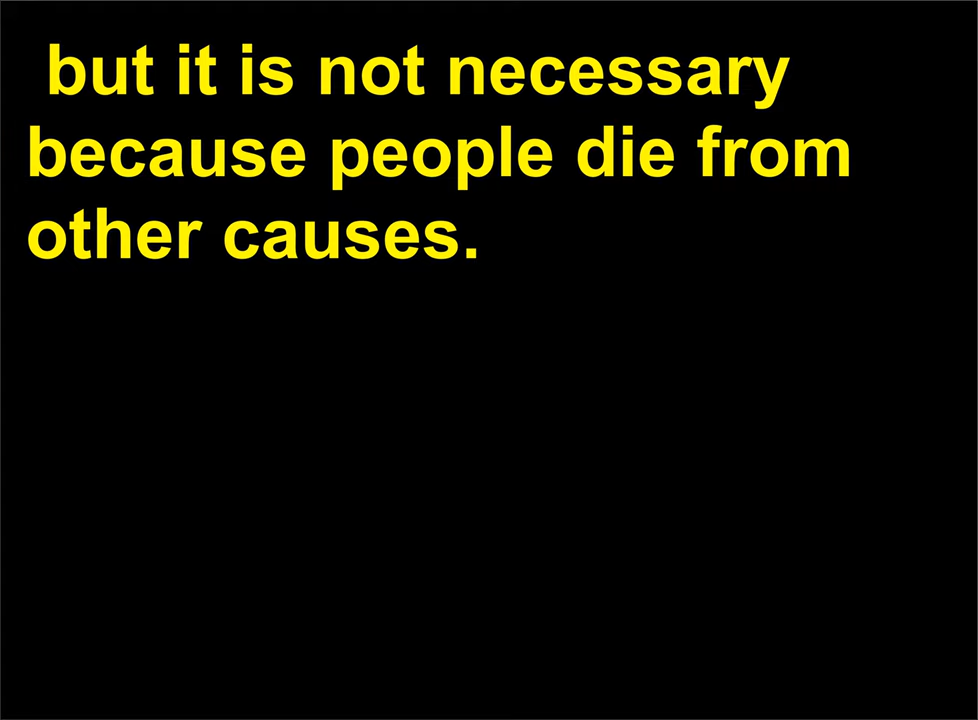 but it is not necessary
because people die from
other causes.